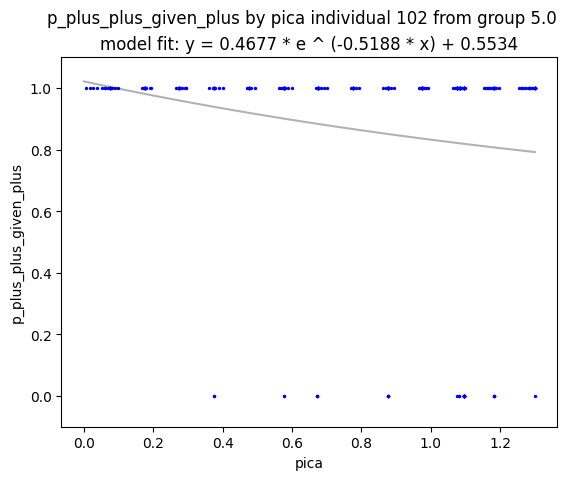 p_plus_plus_given_plus by pica individual 102 from group 5.0
model fit: y = 0.4677 * e ^ (-0.5188 * x) + 0.5534
1.0
0.8
0.6
0.4
0.2
0.0
p_plus_plus_given_plus
0.0 0.2 0.4 0.6 0.8 1.0 1.2
pica